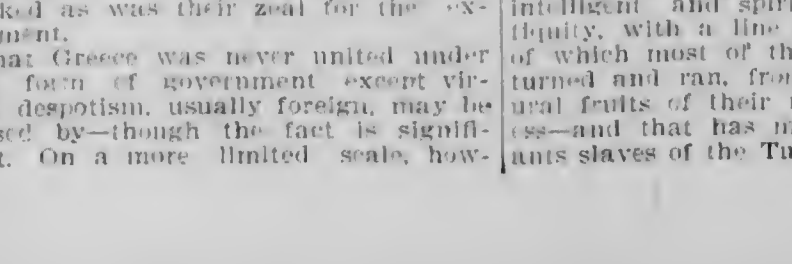 ked as was their zeal for the ex-
ment.
hat Greece was never united under
form of government except vir-
despotism, usually foreign, may be
sed by—though the fact is signifi-
t. On a more limited scale, how-
intelligent and spiri
tiquity, with a line
of which most of th
turned and ran, fron
ural fruits of their
ess—and that has m
ants slaves of the Tu